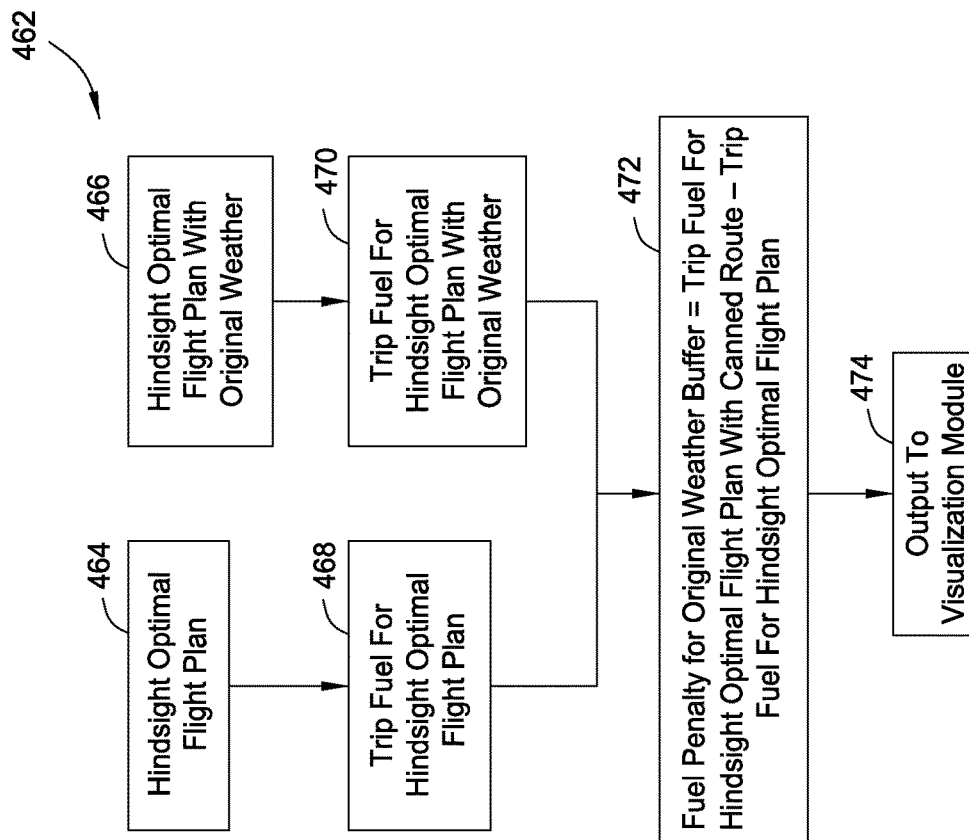 462
464
Hindsight Optimal
Flight Plan
466
Hindsight Optimal
Flight Plan With
Original Weather
468
Trip Fuel For
Hindsight Optimal
Flight Plan
470
Trip Fuel For
Hindsight Optimal
Flight Plan With
Original Weather
472
Fuel Penalty for Original Weather Buffer = Trip Fuel For
Hindsight Optimal Flight Plan With Canned Route – Trip
Fuel For Hindsight Optimal Flight Plan
474
Output To
Visualization Module